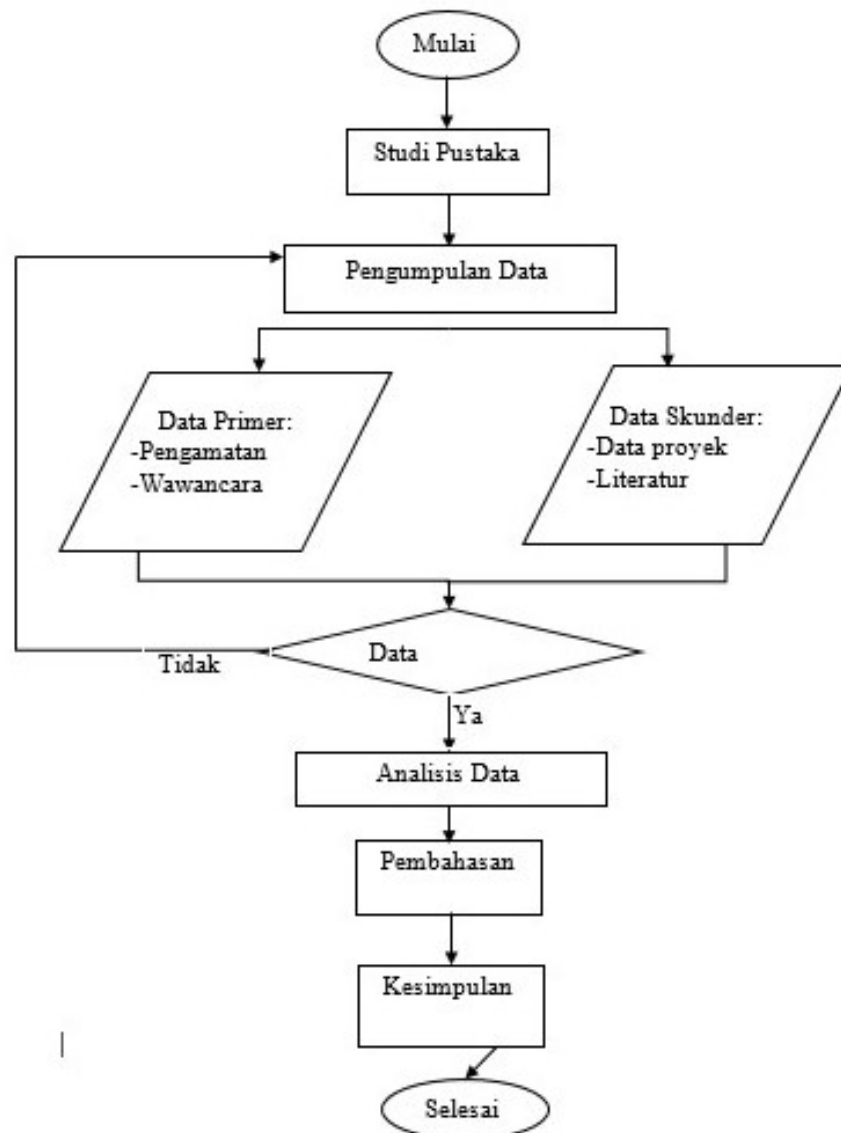 Mulai
Studi Pustaka
Pengumpulan Data
Data Primer:
-Pengamatan
-Wawancara
Data Skunder:
-Data proyek
-Literatur
Data
Tidak
Ya
Analisis Data
Pembahasan
Kesimpulan
Selesai